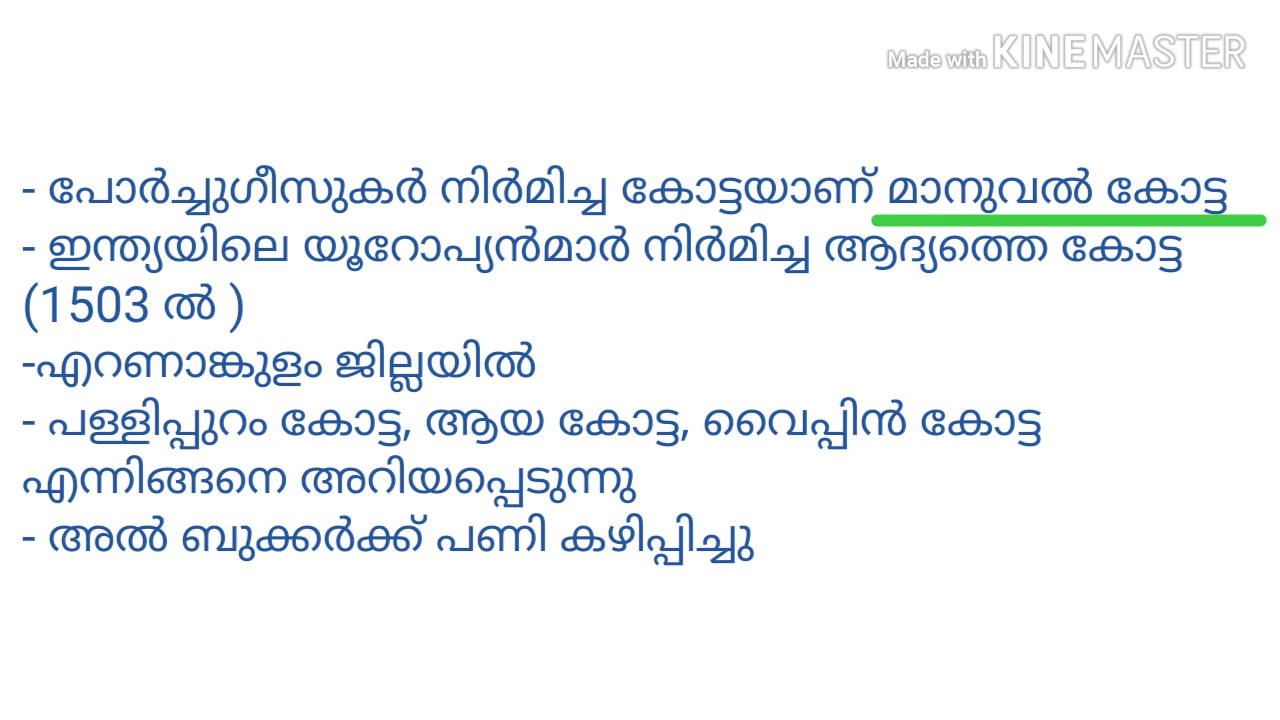 Made with KINEMASTER
- പോർച്ചുഗീസുകർ നിർമിച്ച കോട്ടയാണ് മാനുവൽ കോട്ട
- ഇന്ത്യയിലെ യൂറോപ്യൻമാർ നിർമിച്ച ആദ്യത്തെ കോട്ട
(1503 ൽ )
-എറണാങ്കുളം ജില്ലയിൽ
- പള്ളിപ്പുറം കോട്ട, ആയ കോട്ട, വൈപ്പിൻ കോട്ട
എന്നിങ്ങനെ അറിയപ്പെടുന്നു
- അൽ ബുക്കർക്ക് പണി കഴിപ്പിച്ചു